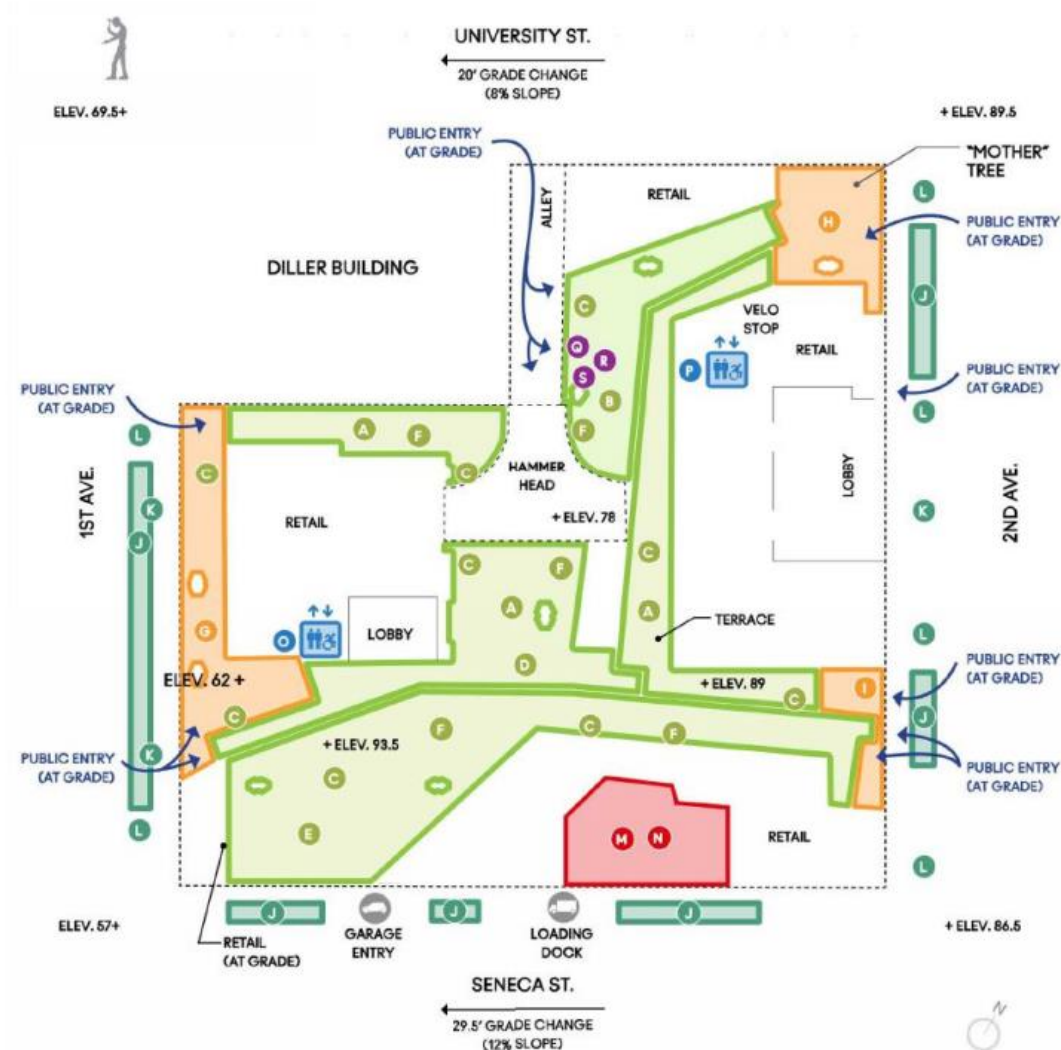 UNIVERSITY ST.
20' GRADE CHANGE
(8% SLOPE)
ELEV. 69.5+
+ ELEV. 89.5
PUBLIC ENTRY
(AT GRADE)
"MOTHER"
TREE
ALLEY
RETAIL
L
H
PUBLIC ENTRY
(AT GRADE)
DILLER BUILDING
J
C
VELO
STOP
RETAIL
Q
R
S
P
B
PUBLIC ENTRY
(AT GRADE)
PUBLIC ENTRY
(AT GRADE)
L
L
A
F
F
C
C
HAMMER
HEAD
LOBBY
1ST AVE.
2ND AVE.
K
J
RETAIL
+ ELEV. 78
K
C
F
C
A
A
TERRACE
G
O
LOBBY
L
D
ELEV. 62 +
+ ELEV. 89
C
I
PUBLIC ENTRY
(AT GRADE)
J
C
F
C
F
+ ELEV. 93.5
K
PUBLIC ENTRY
(AT GRADE)
PUBLIC ENTRY
(AT GRADE)
C
L
E
M
N
RETAIL
L
ELEV. 57+
J
J
J
+ ELEV. 86.5
RETAIL
(AT GRADE)
GARAGE
ENTRY
LOADING
DOCK
SENECA ST.
29.5' GRADE CHANGE
(12% SLOPE)
N